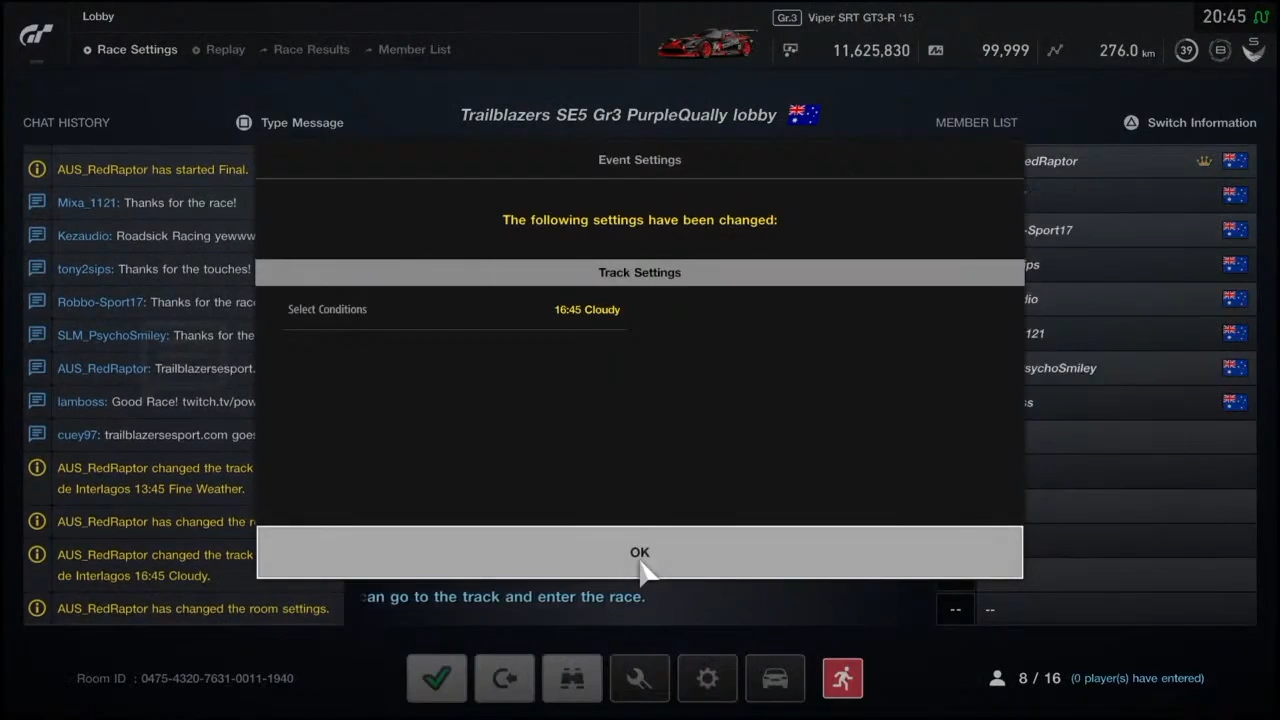 Lobby
Race Settings
Replay
Race Results
Member List
Gr.3 Viper SRT GT3-R '15
11,625,830
99,999
276.0 km
39
B
S
20:45
CHAT HISTORY
Type Message
Trailblazers SE5 Gr3 PurpleQually lobby
MEMBER LIST
Switch Information
AUS_RedRaptor has started Final.
Mixa_1121: Thanks for the race!
Kezaudio: Roadsick Racing yewww
tony2sips: Thanks for the touches!
Robbo-Sport17: Thanks for the race
SLM_PsychoSmiley: Thanks for the
AUS_RedRaptor: Trailblazersesport.
lamboss: Good Race! twitch.tv/pow
cuey97: trailblazersesport.com goes
AUS_RedRaptor changed the track
de Interlagos 13:45 Fine Weather.
AUS_RedRaptor has changed the r
AUS_RedRaptor changed the track
de Interlagos 16:45 Cloudy.
AUS_RedRaptor has changed the room settings.
Event Settings
The following settings have been changed:
Track Settings
Select Conditions
16:45 Cloudy
OK
can go to the track and enter the race.
edRaptor
-Sport17
ps
dio
121
sychoSmiley
ss
--
--
Room ID : 0475-4320-7631-0011-1940
8 / 16
(0 player(s) have entered)